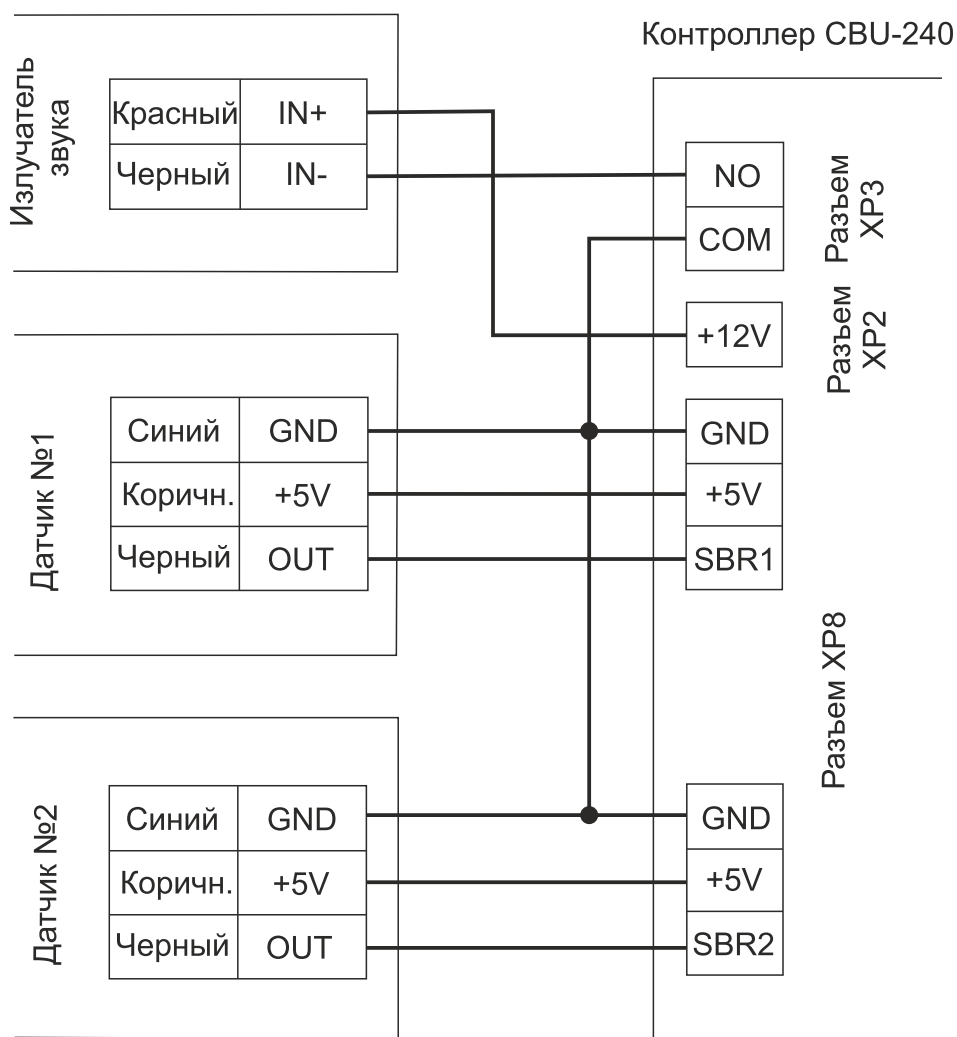 Контроллер CBU-240
Излучатель
звука
Красный IN+
Черный IN-
NO
COM
Разъем
XP3
+12V
Разъем
XP2
Датчик №1
Синий GND
Коричн. +5V
Черный OUT
GND
+5V
SBR1
Разъем XP8
Датчик №2
Синий GND
Коричн. +5V
Черный OUT
GND
+5V
SBR2